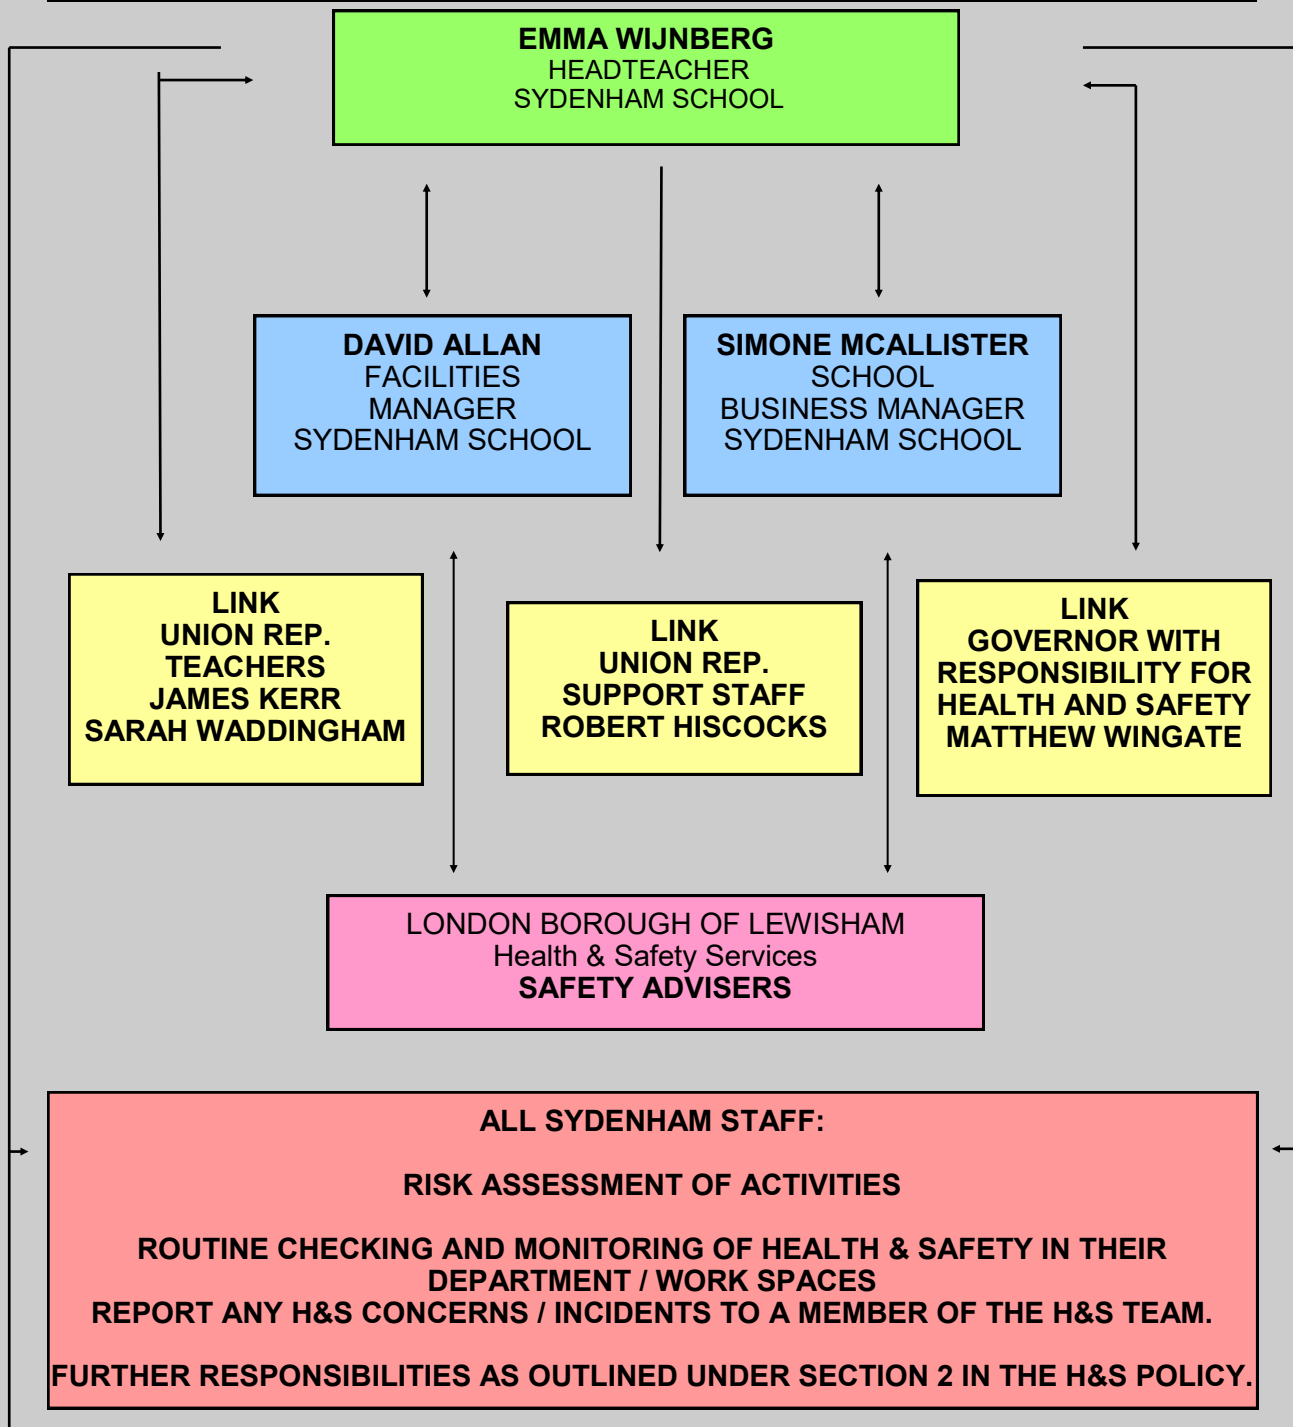 EMMA WIJNBERG
HEADTEACHER
SYDENHAM SCHOOL
DAVID ALLAN
FACILITIES
MANAGER
SYDENHAM SCHOOL
SIMONE MCALLISTER
SCHOOL
BUSINESS MANAGER
SYDENHAM SCHOOL
LINK
UNION REP.
TEACHERS
JAMES KERR
SARAH WADDINGHAM
LINK
UNION REP.
SUPPORT STAFF
ROBERT HISCOCKS
LINK
GOVERNOR WITH
RESPONSIBILITY FOR
HEALTH AND SAFETY
MATTHEW WINGATE
LONDON BOROUGH OF LEWISHAM
Health & Safety Services
SAFETY ADVISERS
ALL SYDENHAM STAFF:
RISK ASSESSMENT OF ACTIVITIES
ROUTINE CHECKING AND MONITORING OF HEALTH & SAFETY IN THEIR
DEPARTMENT / WORK SPACES
REPORT ANY H&S CONCERNS / INCIDENTS TO A MEMBER OF THE H&S TEAM.
FURTHER RESPONSIBILITIES AS OUTLINED UNDER SECTION 2 IN THE H&S POLICY.